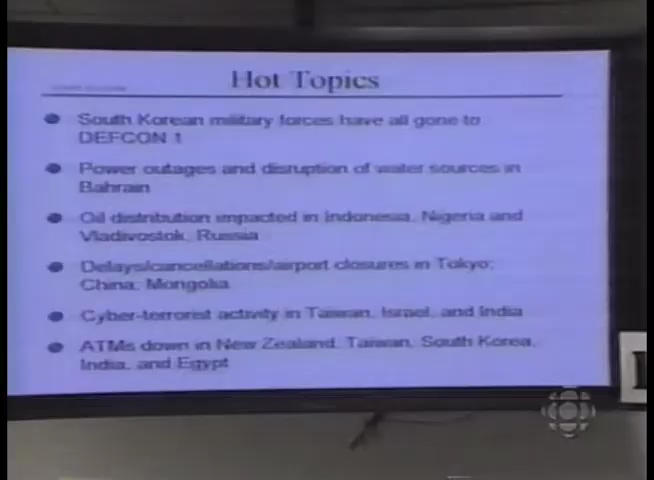 Hot Topics
South Korean military forces have all gone to
DEFCON 1
Power outages and disruption of water sources in
Bahrain
Oil distribution impacted in Indonesia, Nigeria and
Vladivostok, Russia
Delays/cancellations/airport closures in Tokyo;
China; Mongolia
Cyber-terrorist activity in Taiwan, Israel, and India
ATMs down in New Zealand, Taiwan, South Korea,
India, and Egypt